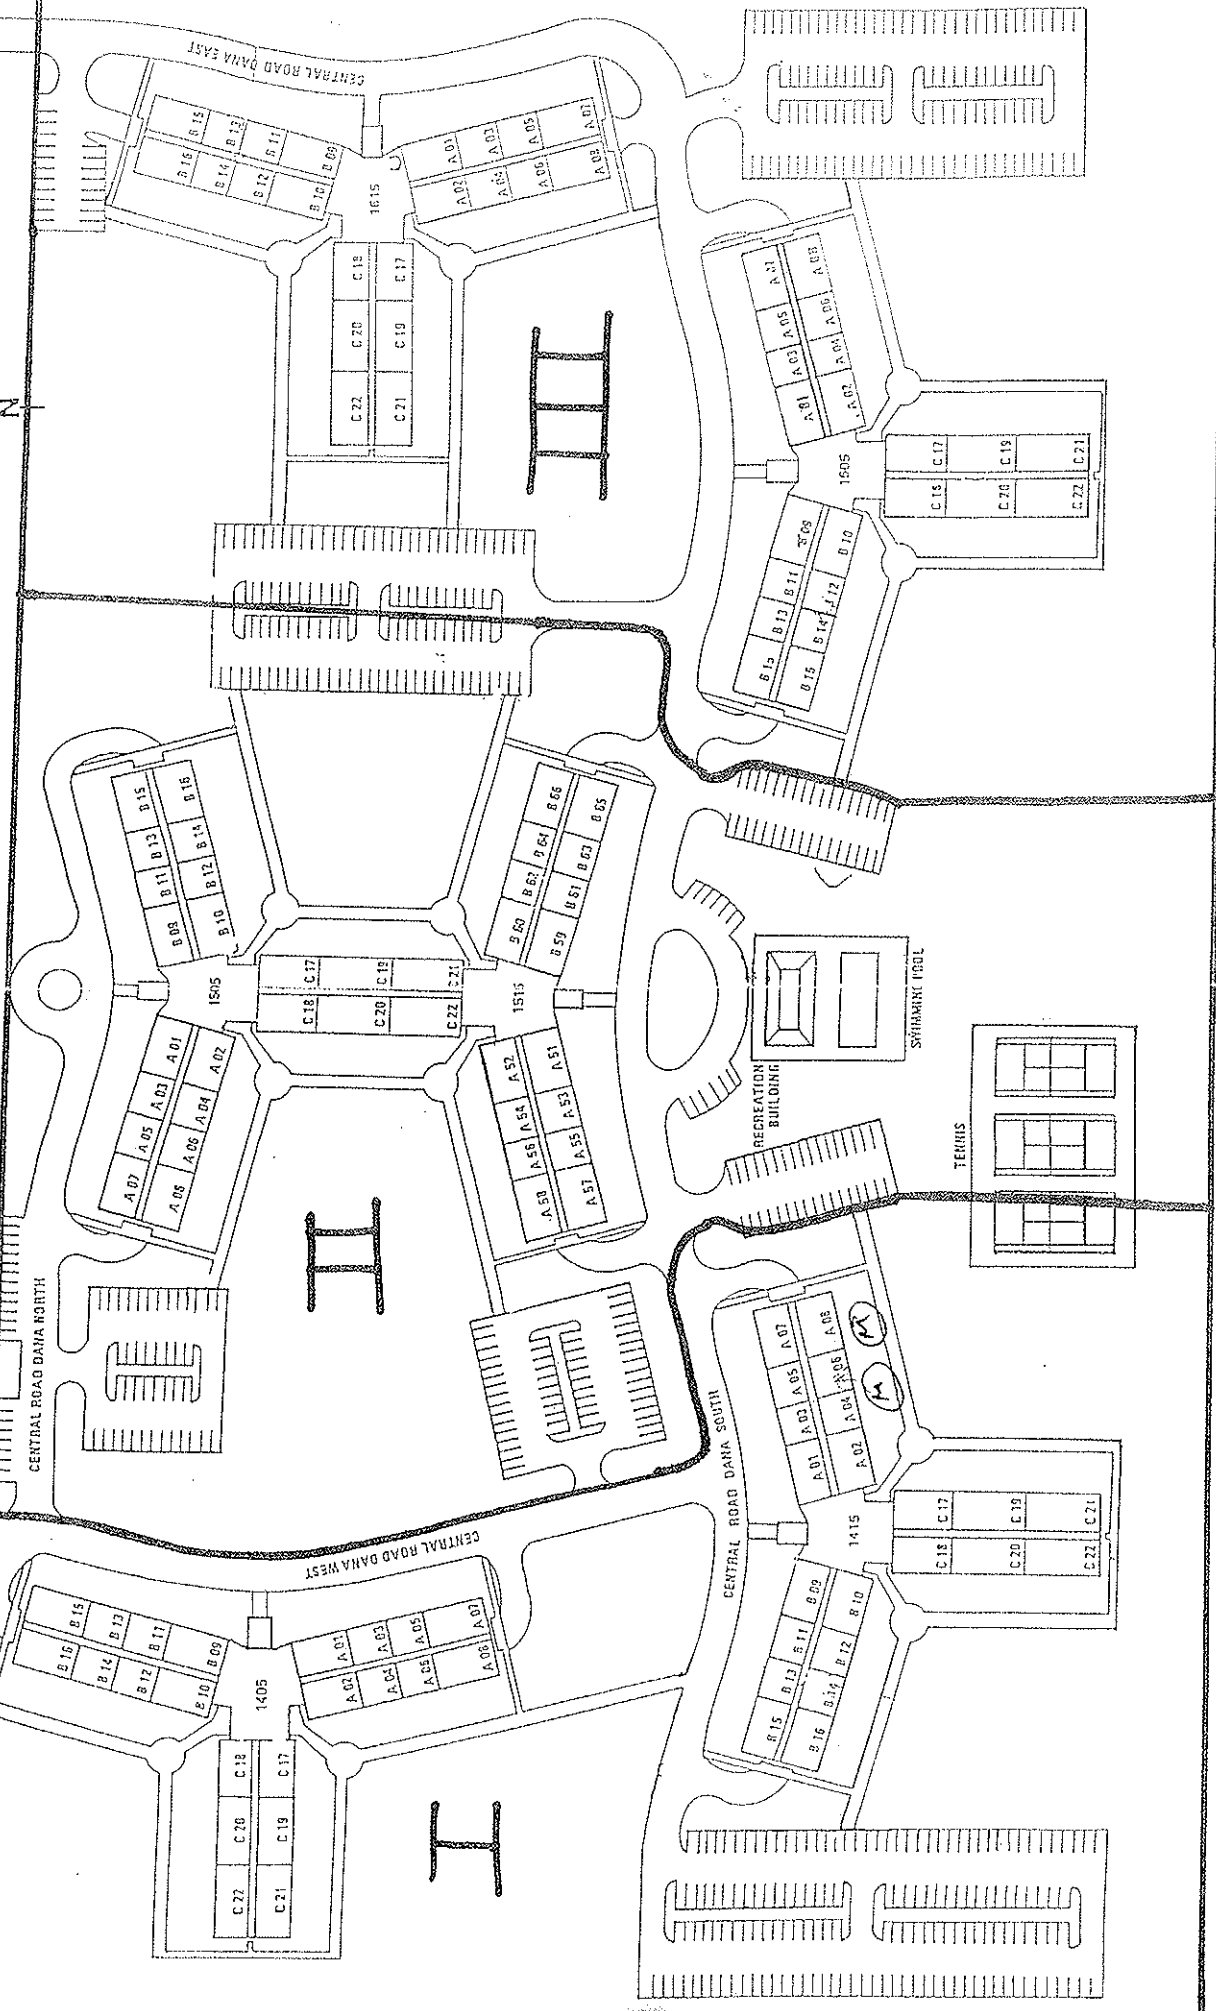 N
CENTRAL ROAD DANA EAST
B 15
B 13
B 11
B 09
B 16
B 14
B 12
B 10
1615
A 01
A 03
A 05
A 07
A 02
A 04
A 06
A 08
C 18
C 17
C 20
C 19
C 22
C 21
III
A 07
A 05
A 03
A 01
A 08
A 06
A 04
A 02
1605
C 17
C 19
C 21
C 18
C 20
C 22
B 09
B 11
B 13
B 15
B 10
B 12
B 14
B 15
B 09
B 11
B 13
B 15
B 10
B 12
B 14
B 16
1505
A 01
A 03
A 05
A 07
A 02
A 04
A 06
A 08
C 17
C 19
C 21
C 18
C 20
C 22
1515
B 60
B 62
B 64
B 66
B 59
B 61
B 63
B 65
A 52
A 54
A 56
A 58
A 51
A 53
A 55
A 57
II
CENTRAL ROAD DANA NORTH
RECREATION
BUILDING
SWIMMING POOL
TENNIS
CENTRAL ROAD DANA WEST
B 15
B 13
B 11
B 09
B 16
B 14
B 12
B 10
1405
A 01
A 03
A 05
A 07
A 02
A 04
A 05
A 08
C 18
C 17
C 20
C 19
C 22
C 21
I
CENTRAL ROAD DANA SOUTH
A 07
A 05
A 03
A 01
A 08
A 06
A 04
A 02
M
M
1415
C 17
C 19
C 21
C 18
C 20
C 22
B 09
B 11
B 13
B 15
B 10
B 12
B 14
B 16